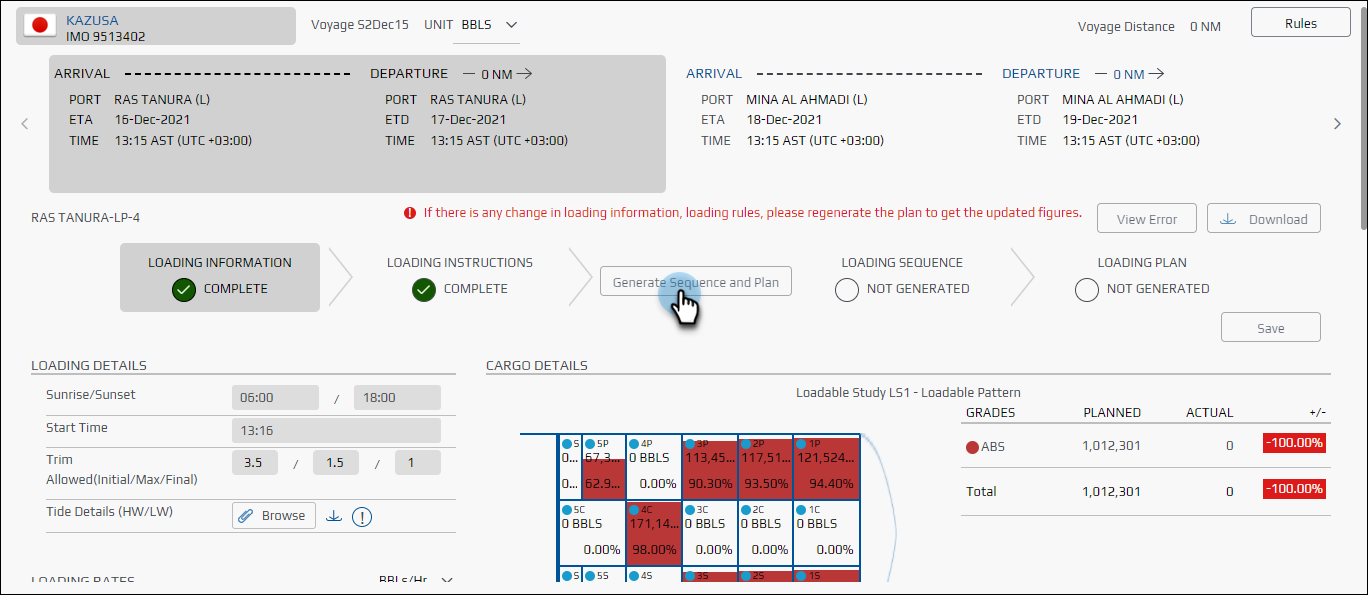 KAZUSA
IMO 9513402
Voyage S2Dec15 UNIT BBLS
Voyage Distance 0 NM
Rules
ARRIVAL DEPARTURE 0 NM
PORT RAS TANURA (L) PORT RAS TANURA (L)
ETA 16-Dec-2021 ETD 17-Dec-2021
TIME 13:15 AST (UTC +03:00) TIME 13:15 AST (UTC +03:00)
ARRIVAL DEPARTURE 0 NM
PORT MINA AL AHMADI (L) PORT MINA AL AHMADI (L)
ETA 18-Dec-2021 ETD 19-Dec-2021
TIME 13:15 AST (UTC +03:00) TIME 13:15 AST (UTC +03:00)
RAS TANURA-LP-4
If there is any change in loading information, loading rules, please regenerate the plan to get the updated figures.
View Error
Download
LOADING INFORMATION
COMPLETE
LOADING INSTRUCTIONS
COMPLETE
Generate Sequence and Plan
LOADING SEQUENCE
NOT GENERATED
LOADING PLAN
NOT GENERATED
Save
LOADING DETAILS
Sunrise/Sunset 06:00 / 18:00
Start Time 13:16
Trim
Allowed(Initial/Max/Final) 3.5 / 1.5 / 1
Tide Details (HW/LW) Browse
LOADING RATES BBLs/Hr
CARGO DETAILS
Loadable Study LS1 - Loadable Pattern
S 5P 4P 3P 2P 1P
0... 67,3... 0 BBLS 113,45... 117,51... 121,524...
0... 62.9... 0.00% 90.30% 93.50% 94.40%
5C 4C 3C 2C 1C
0 BBLS 171,14... 0 BBLS 0 BBLS 0 BBLS
0.00% 98.00% 0.00% 0.00% 0.00%
S 5S 4S 3S 2S 1S
GRADES PLANNED ACTUAL +/-
ABS 1,012,301 0 -100.00%
Total 1,012,301 0 -100.00%